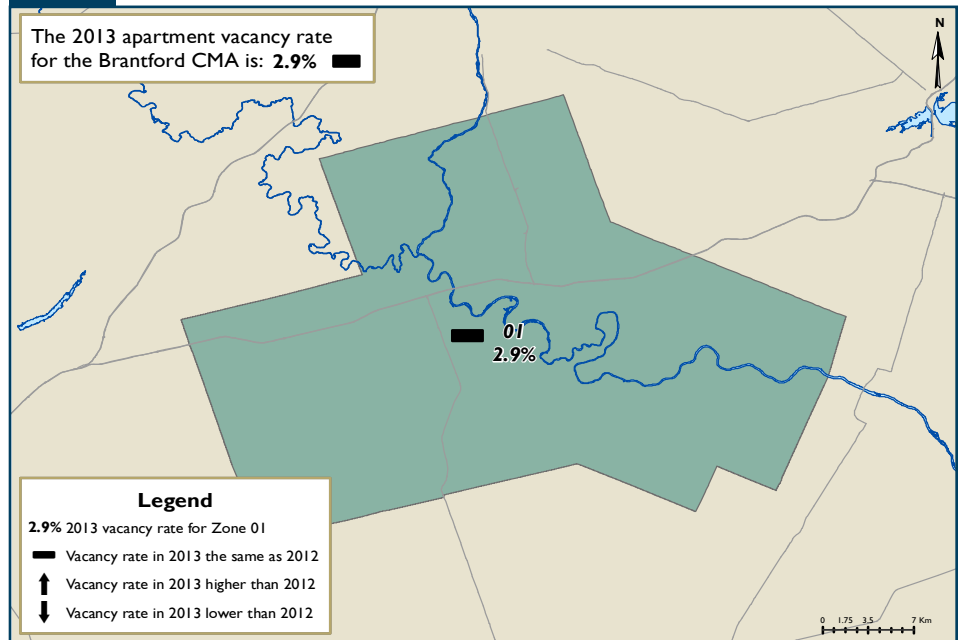 The 2013 apartment vacancy rate
for the Brantford CMA is: 2.9%
N
01
2.9%
Legend
2.9% 2013 vacancy rate for Zone 01
Vacancy rate in 2013 the same as 2012
Vacancy rate in 2013 higher than 2012
Vacancy rate in 2013 lower than 2012
0 1.75 3.5 7 Km